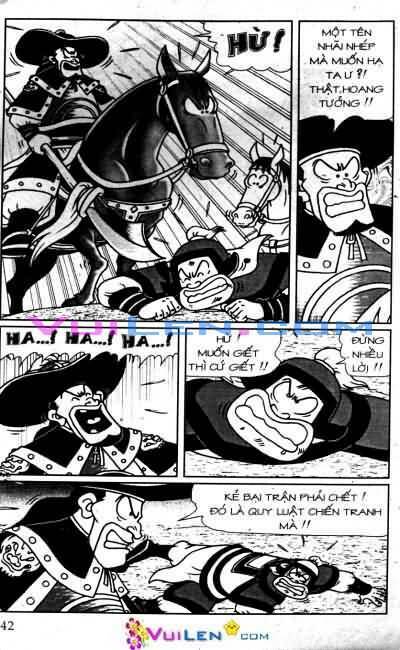 HỪ!
MỘT TÊN
NHÃI NHÉP
MÀ MUỐN HẠ
TA Ư?!
THẬT HOANG
TƯỞNG!!
VUILEN.COM
HA...! HA...! HA...!
HỪ!
MUỐN GIẾT
THÌ CỨ GIẾT!!
ĐỪNG
NHIỀU
LỜI!!
KẺ BẠI TRẬN PHẢI CHẾT!
ĐÓ LÀ QUY LUẬT CHIẾN TRANH
MÀ!!
42
VUILEN.COM